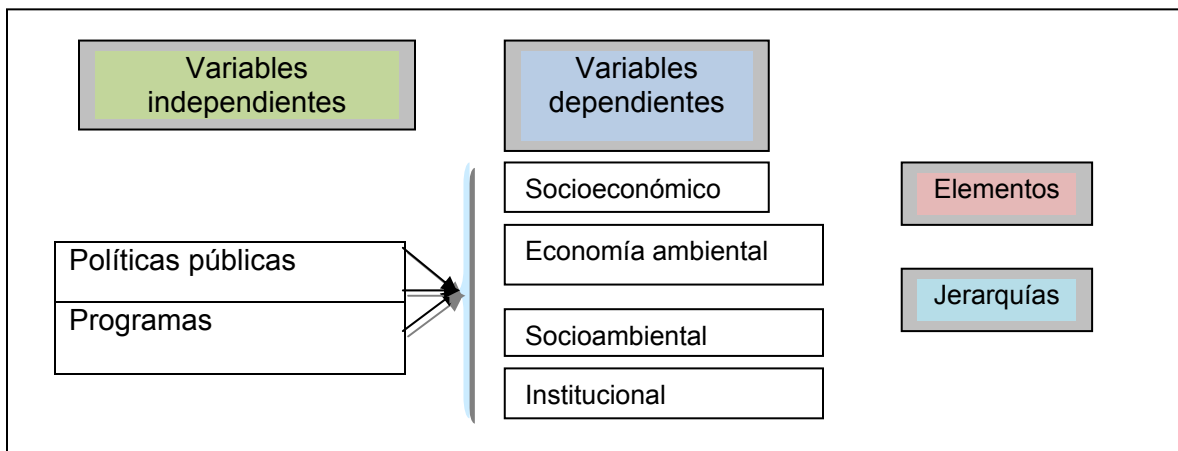 Variables
independientes
Variables
dependientes
Socioeconómico
Elementos
Economía ambiental
Políticas públicas
Jerarquías
Programas
Socioambiental
Institucional